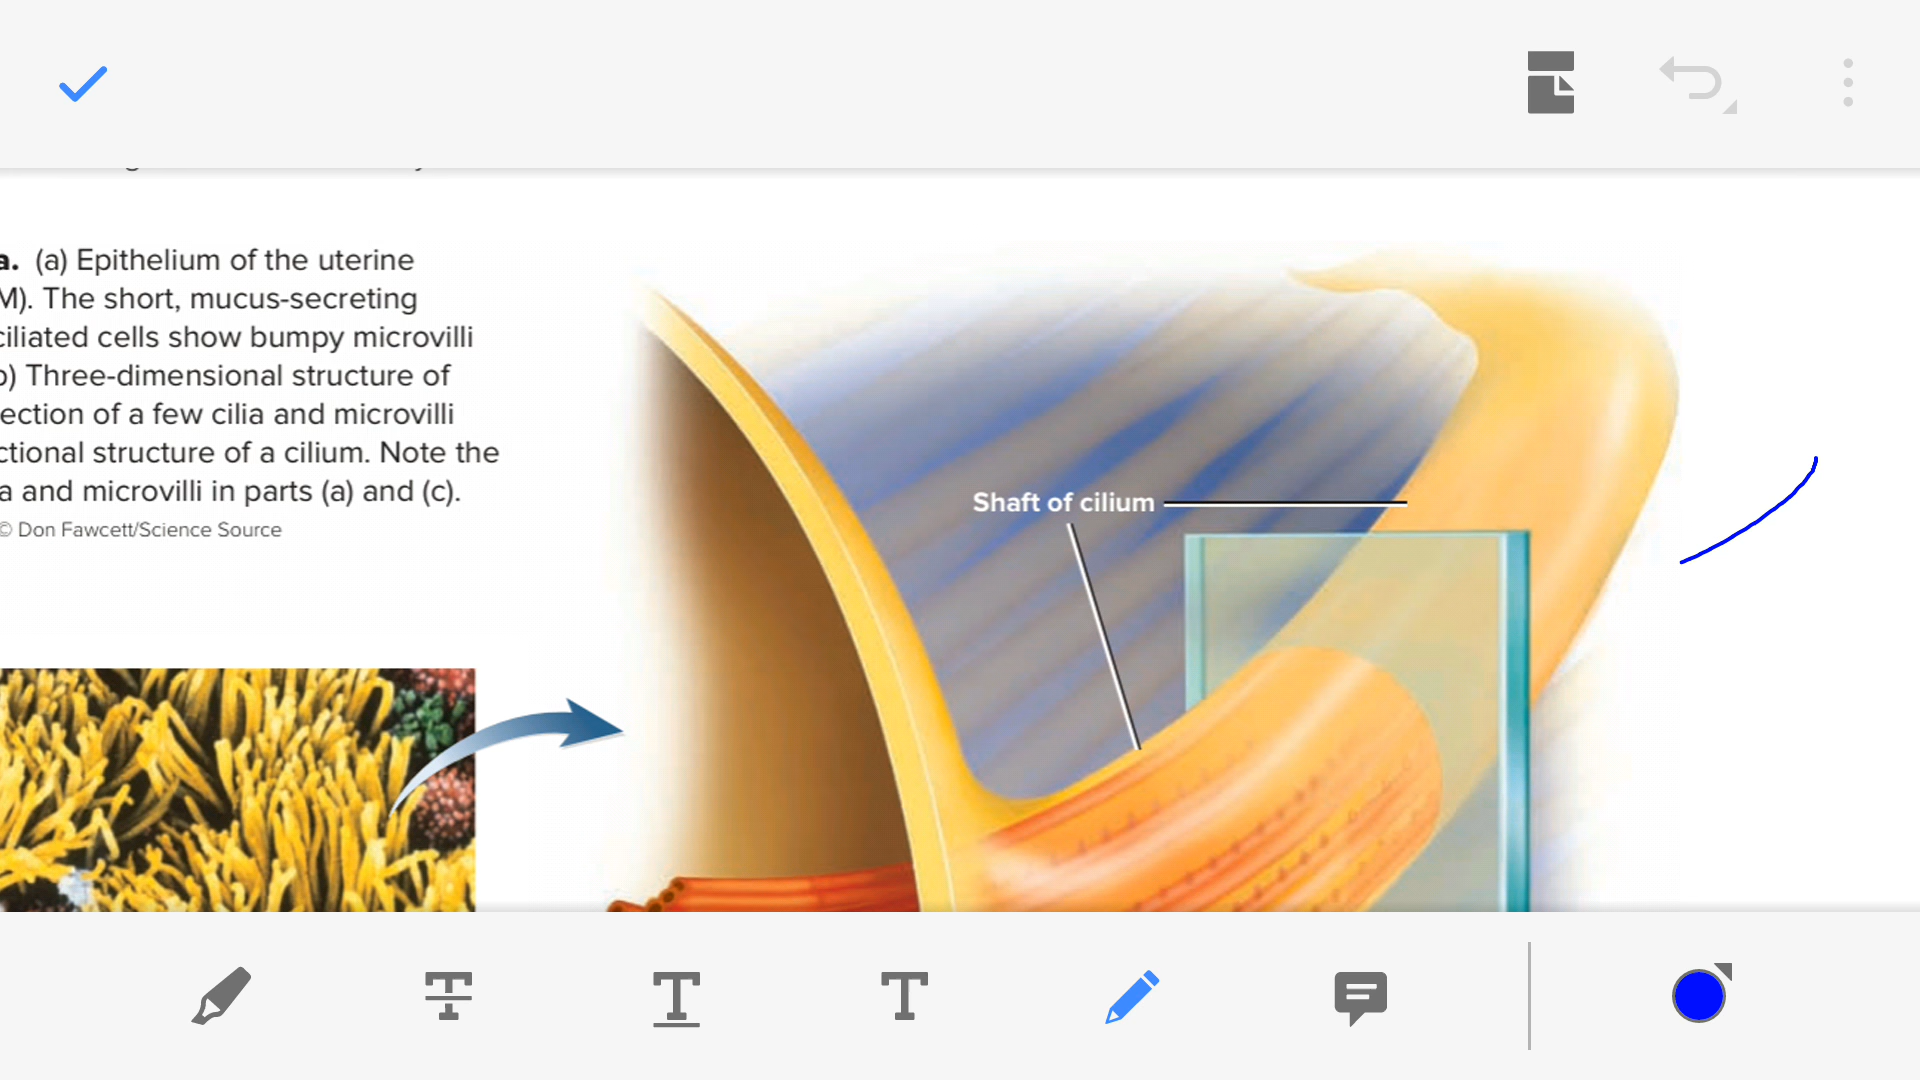 a. (a) Epithelium of the uterine
M). The short, mucus-secreting
ciliated cells show bumpy microvilli
b) Three-dimensional structure of
ection of a few cilia and microvilli
ctional structure of a cilium. Note the
a and microvilli in parts (a) and (c).
© Don Fawcett/Science Source
Shaft of cilium